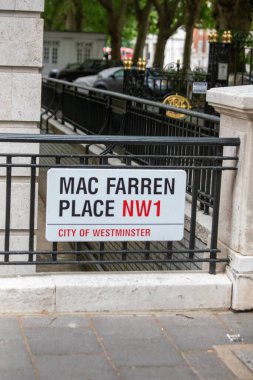 MAC FARREN
PLACE NW1
CITY OF WESTMINSTER